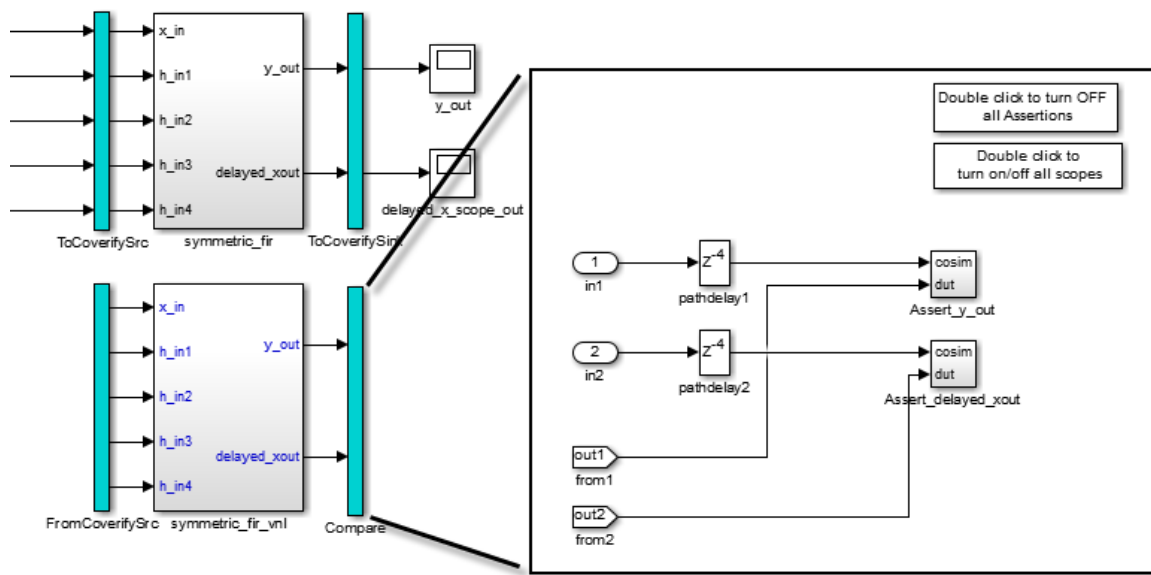 x_in
h_in1
h_in2
h_in3
h_in4
y_out
delayed_xout
ToCoverifySrc
symmetric_fir
ToCoverifySink
y_out
delayed_x_scope_out
x_in
h_in1
h_in2
h_in3
h_in4
y_out
delayed_xout
FromCoverifySrc
symmetric_fir_vnl
Compare
Double click to turn OFF
all Assertions
Double click to
turn on/off all scopes
1
in1
z-4
pathdelay1
cosim
dut
Assert_y_out
2
in2
z-4
pathdelay2
cosim
dut
Assert_delayed_xout
out1
from1
out2
from2